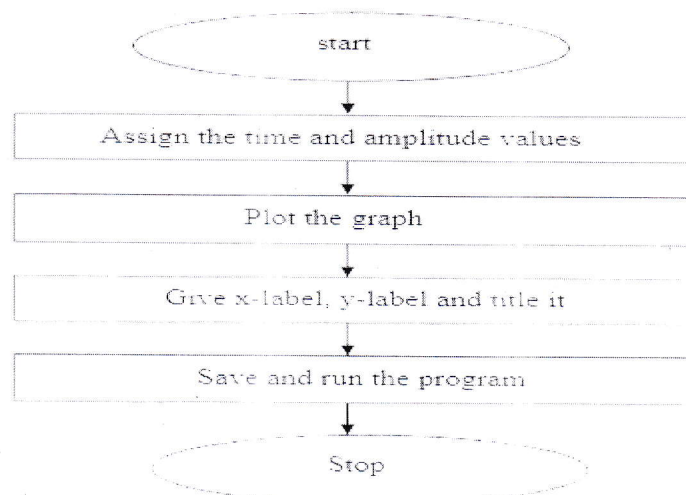 start
Assign the time and amplitude values
Plot the graph
Give x-label, y-label and title it
Save and run the program
Stop